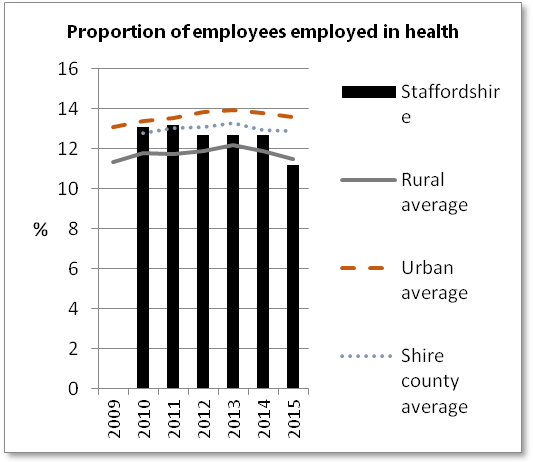 Proportion of employees employed in health
16
14
12
10
8
6
4
2
0
%
2009
2010
2011
2012
2013
2014
2015
Staffordshir
e
Rural
average
Urban
average
Shire
county
average